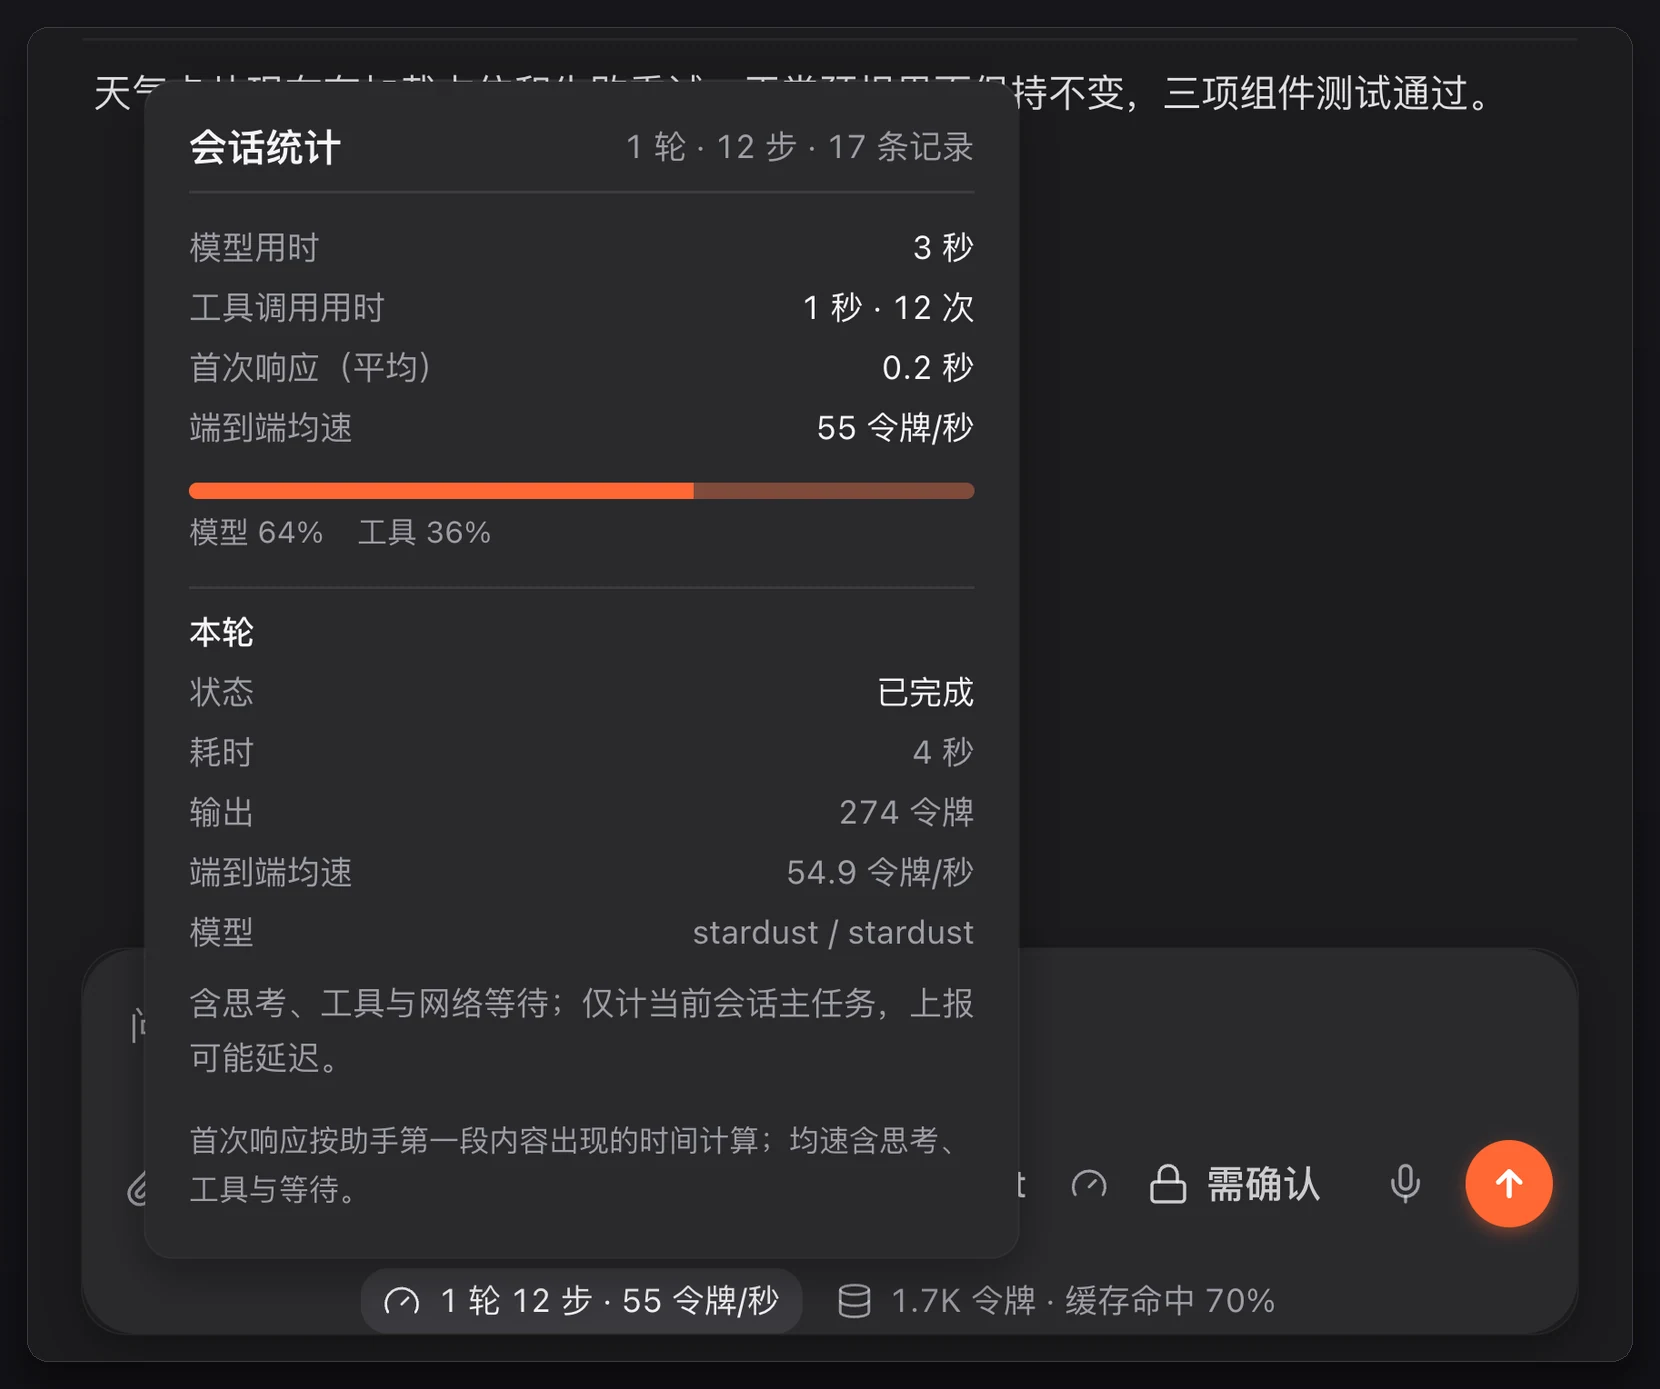 持不变，三项组件测试通过。
会话统计 1 轮 · 12 步 · 17 条记录
模型用时 3 秒
工具调用用时 1 秒 · 12 次
首次响应（平均） 0.2 秒
端到端均速 55 令牌/秒
模型 64% 工具 36%
本轮
状态 已完成
耗时 4 秒
输出 274 令牌
端到端均速 54.9 令牌/秒
模型 stardust / stardust
含思考、工具与网络等待；仅计当前会话主任务，上报
可能延迟。
首次响应按助手第一段内容出现的时间计算；均速含思考、
工具与等待。
需确认
1 轮 12 步 · 55 令牌/秒 1.7K 令牌 · 缓存命中 70%